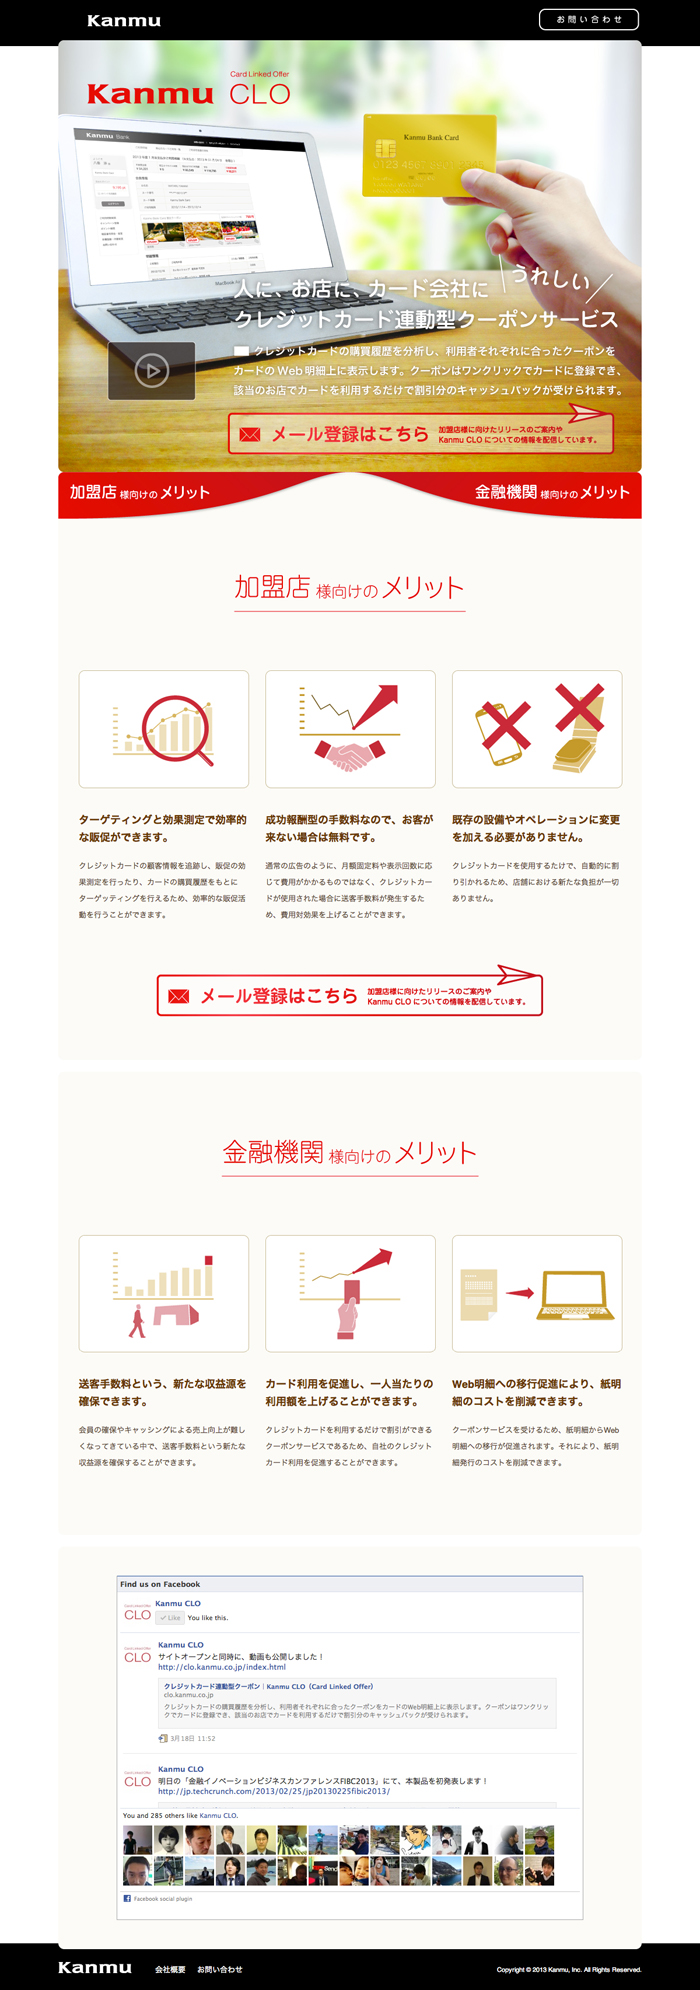 Kanmu
お問い合わせ
Card Linked Offer
Kanmu CLO
Kanmu Bank
Kanmu Bank Card
人に、お店に、カード会社に うれしい
クレジットカード連動型クーポンサービス
クレジットカードの購買履歴を分析し、利用者それぞれに合ったクーポンを
カードの Web 明細上に表示します。クーポンはワンクリックでカードに登録でき、
該当のお店でカードを利用するだけで割引分のキャッシュバックが受けられます。
メール登録はこちら
加盟店様に向けたリリースのご案内や
Kanmu CLO についての情報を配信しています。
加盟店 様向けの メリット
金融機関 様向けの メリット
加盟店 様向けの メリット
ターゲティングと効果測定で効率的
な販促ができます。
クレジットカードの顧客情報を追跡し、販促の効
果測定を行ったり、カードの購買履歴をもとに
ターゲッティングを行えるため、効率的な販促活
動を行うことができます。
成功報酬型の手数料なので、お客が
来ない場合は無料です。
通常の広告のように、月額固定料や表示回数に応
じて費用がかかるものではなく、クレジットカー
ドが使用された場合に送客手数料が発生するた
め、費用対効果を上げることができます。
既存の設備やオペレーションに変更
を加える必要がありません。
クレジットカードを使用するだけで、自動的に割
り引かれるため、店舗における新たな負担が一切
ありません。
メール登録はこちら
加盟店様に向けたリリースのご案内や
Kanmu CLO についての情報を配信しています。
金融機関 様向けの メリット
送客手数料という、新たな収益源を
確保できます。
会員の確保やキャッシングによる売上向上が難し
くなってきている中で、送客手数料という新たな
収益源を確保することができます。
カード利用を促進し、一人当たりの
利用額を上げることができます。
クレジットカードを利用するだけで割引ができる
クーポンサービスであるため、自社のクレジット
カード利用を促進することができます。
Web明細への移行促進により、紙明
細のコストを削減できます。
クーポンサービスを受けるため、紙明細からWeb
明細への移行が促進されます。それにより、紙明
細発行のコストを削減できます。
Find us on Facebook
CLO
Kanmu CLO
Like You like this.
CLO
Kanmu CLO
サイトオープンと同時に、動画も公開しました！
http://clo.kanmu.co.jp/index.html
クレジットカード連動型クーポン｜Kanmu CLO（Card Linked Offer）
clo.kanmu.co.jp
クレジットカードの購買履歴を分析し、利用者それぞれに合ったクーポンをカードのWeb明細上に表示します。クーポンはワンクリッ
クでカードに登録でき、該当のお店でカードを利用するだけで割引分のキャッシュバックが受けられます。
3月18日 11:52
CLO
Kanmu CLO
明日の「金融イノベーションビジネスカンファレンスFIBC2013」にて、本製品を初発表します！
http://jp.techcrunch.com/2013/02/25/jp20130225fibic2013/
You and 285 others like Kanmu CLO.
Facebook social plugin
Kanmu
会社概要
お問い合わせ
Copyright © 2013 Kanmu, Inc. All Rights Reserved.